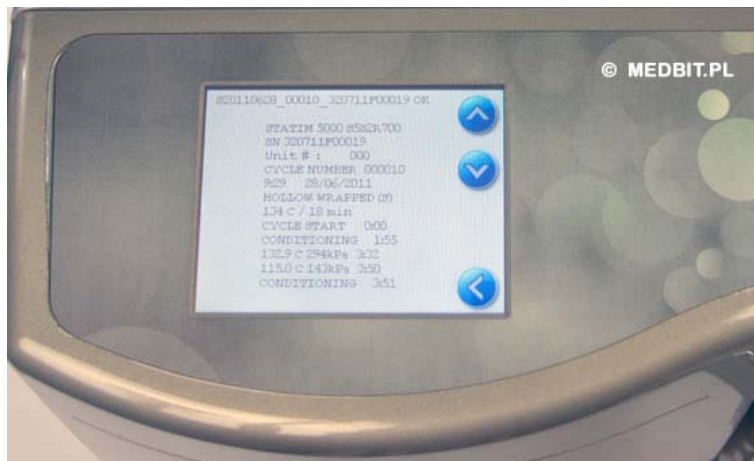 S20110628_00010_320711F00019 OK
STATIM 5000 S582R700
SN 320711F00019
Unit # : 000
CYCLE NUMBER 000010
9:29 28/06/2011
HOLLOW WRAPPED (S)
134 C / 18 min
CYCLE START 0:00
CONDITIONING 1:55
132.9 C 294kPa 3:32
115.0 C 143kPa 3:50
CONDITIONING 3:51
© MEDBIT.PL